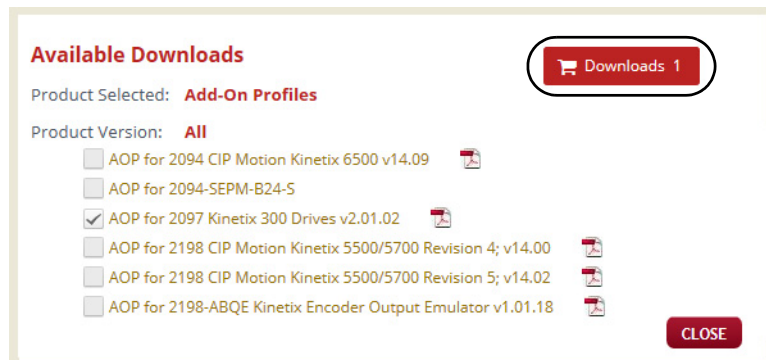 Available Downloads
Downloads 1
Product Selected: Add-On Profiles
Product Version: All
AOP for 2094 CIP Motion Kinetix 6500 v14.09
AOP for 2094-SEPM-B24-S
AOP for 2097 Kinetix 300 Drives v2.01.02
AOP for 2198 CIP Motion Kinetix 5500/5700 Revision 4; v14.00
AOP for 2198 CIP Motion Kinetix 5500/5700 Revision 5; v14.02
AOP for 2198-ABQE Kinetix Encoder Output Emulator v1.01.18
CLOSE